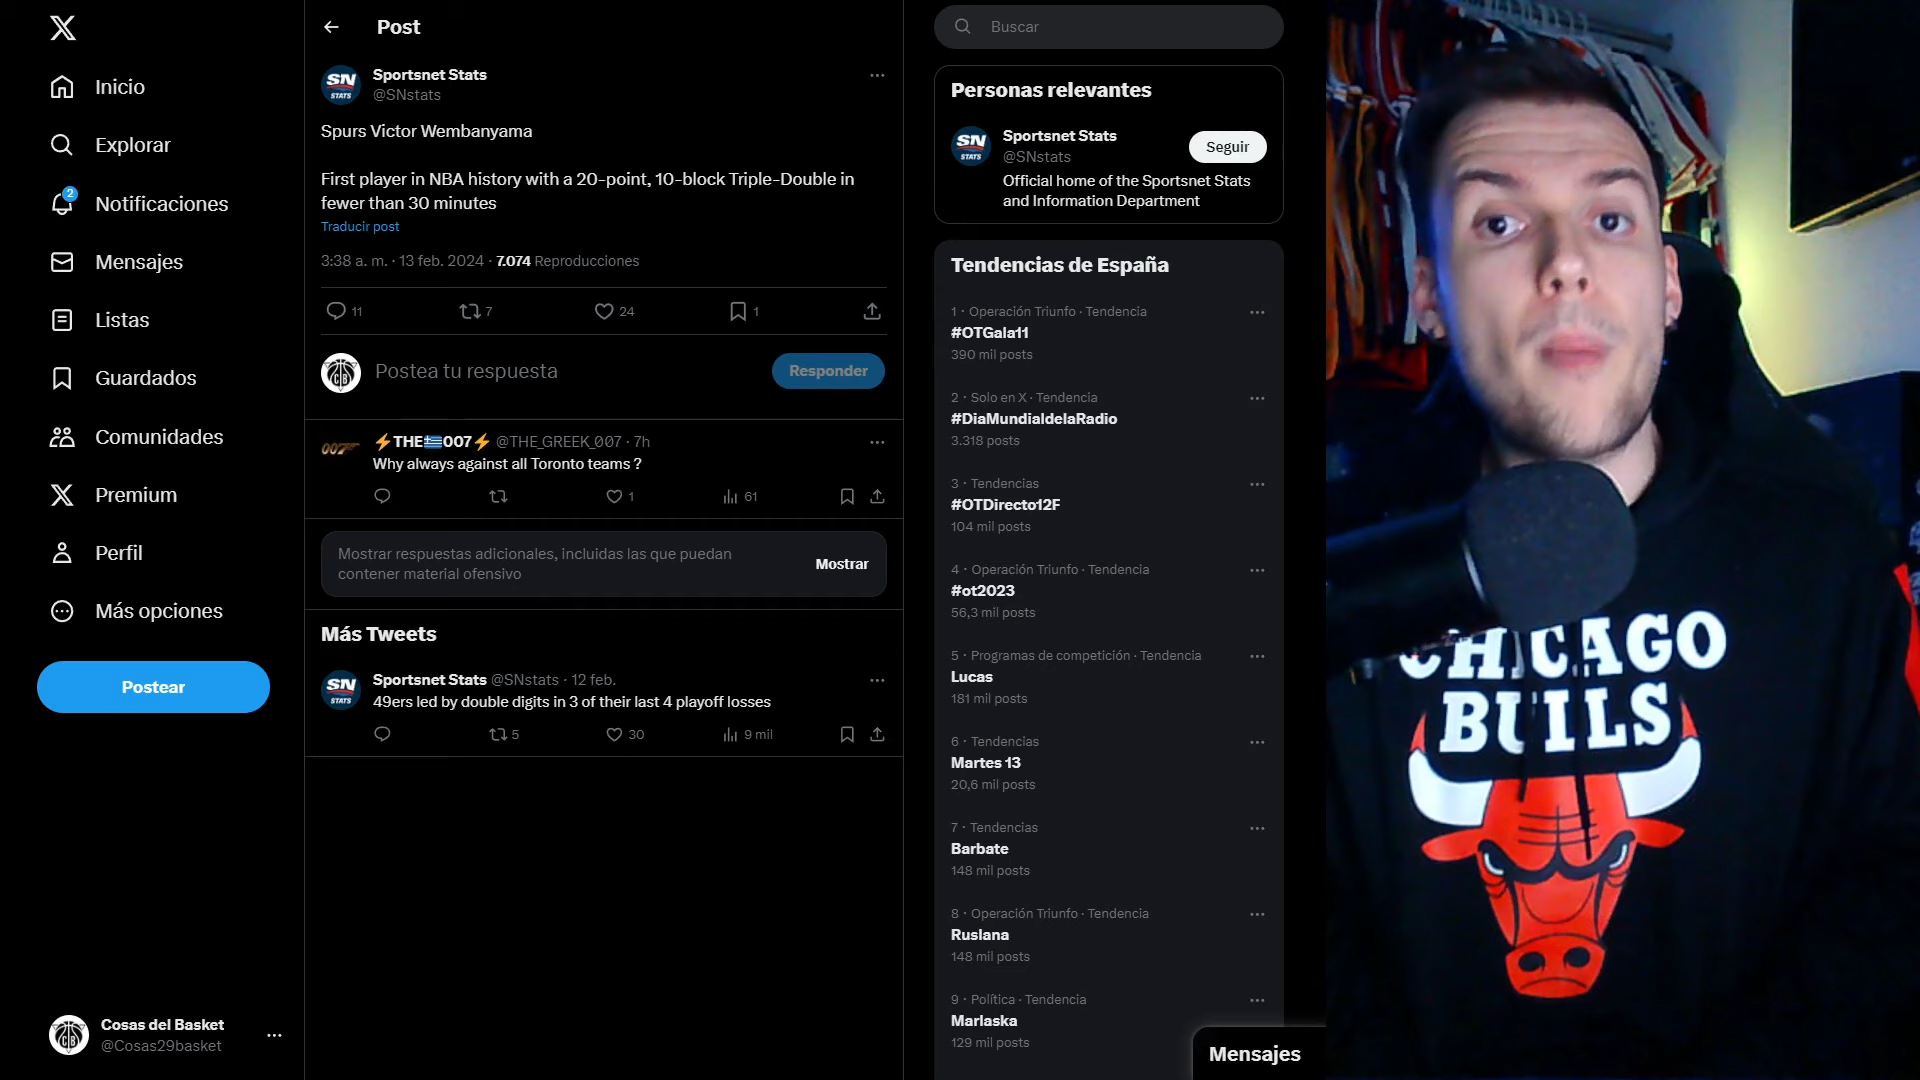 Inicio
Explorar
2
Notificaciones
Mensajes
Listas
Guardados
Comunidades
Premium
Perfil
Más opciones
Postear
Cosas del Basket
@Cosas29basket
Post
SN
STATS
Sportsnet Stats
@SNstats
Spurs Victor Wembanyama
First player in NBA history with a 20-point, 10-block Triple-Double in
fewer than 30 minutes
Traducir post
3:38 a. m. · 13 feb. 2024 · 7.074 Reproducciones
11
7
24
1
CB
Postea tu respuesta
Responder
007
⚡THE🇬🇷007⚡ @THE_GREEK_007 · 7h
Why always against all Toronto teams ?
1
61
Mostrar respuestas adicionales, incluidas las que puedan
contener material ofensivo
Mostrar
Más Tweets
SN
STATS
Sportsnet Stats @SNstats · 12 feb.
49ers led by double digits in 3 of their last 4 playoff losses
5
30
9 mil
Buscar
Personas relevantes
SN
STATS
Sportsnet Stats
@SNstats
Seguir
Official home of the Sportsnet Stats
and Information Department
Tendencias de España
1 · Operación Triunfo · Tendencia
#OTGala11
390 mil posts
2 · Solo en X · Tendencia
#DiaMundialdelaRadio
3.318 posts
3 · Tendencias
#OTDirecto12F
104 mil posts
4 · Operación Triunfo · Tendencia
#ot2023
56,3 mil posts
5 · Programas de competición · Tendencia
Lucas
181 mil posts
6 · Tendencias
Martes 13
20,6 mil posts
7 · Tendencias
Barbate
148 mil posts
8 · Operación Triunfo · Tendencia
Ruslana
148 mil posts
9 · Política · Tendencia
Marlaska
129 mil posts
Mensajes
CHICAGO
BULLS